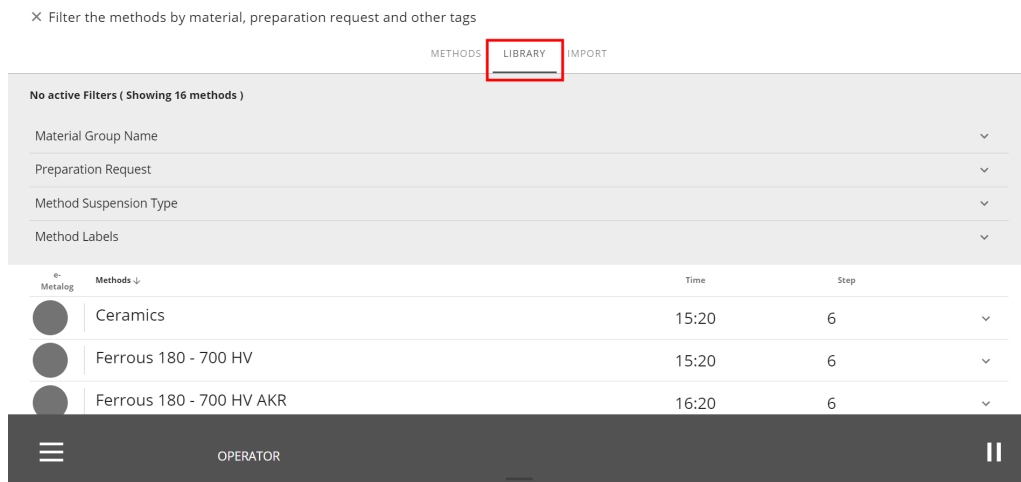 × Filter the methods by material, preparation request and other tags
METHODS LIBRARY IMPORT
No active Filters ( Showing 16 methods )
Material Group Name
Preparation Request
Method Suspension Type
Method Labels
e-
Metalog Methods ↓ Time Step
Ceramics 15:20 6
Ferrous 180 - 700 HV 15:20 6
Ferrous 180 - 700 HV AKR 16:20 6
OPERATOR